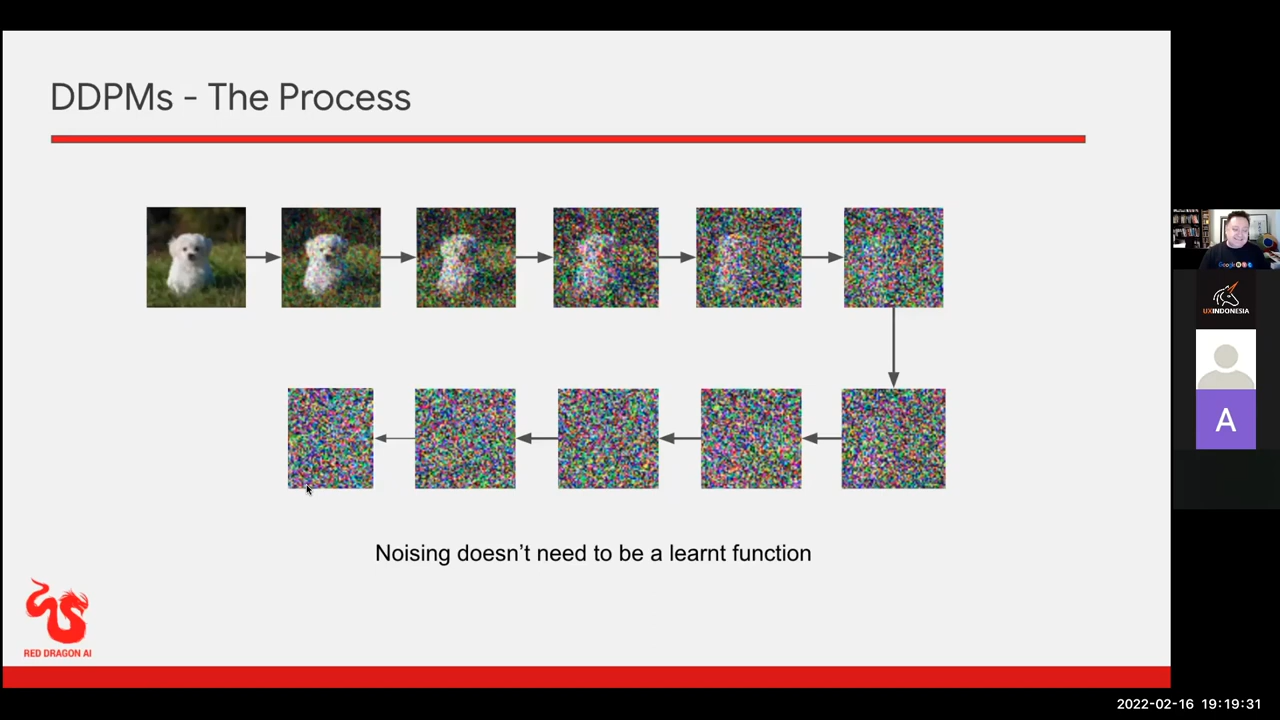 DDPMs - The Process
Noising doesn't need to be a learnt function
RED DRAGON AI
UXINDONESIA
A
2022-02-16 19:19:31